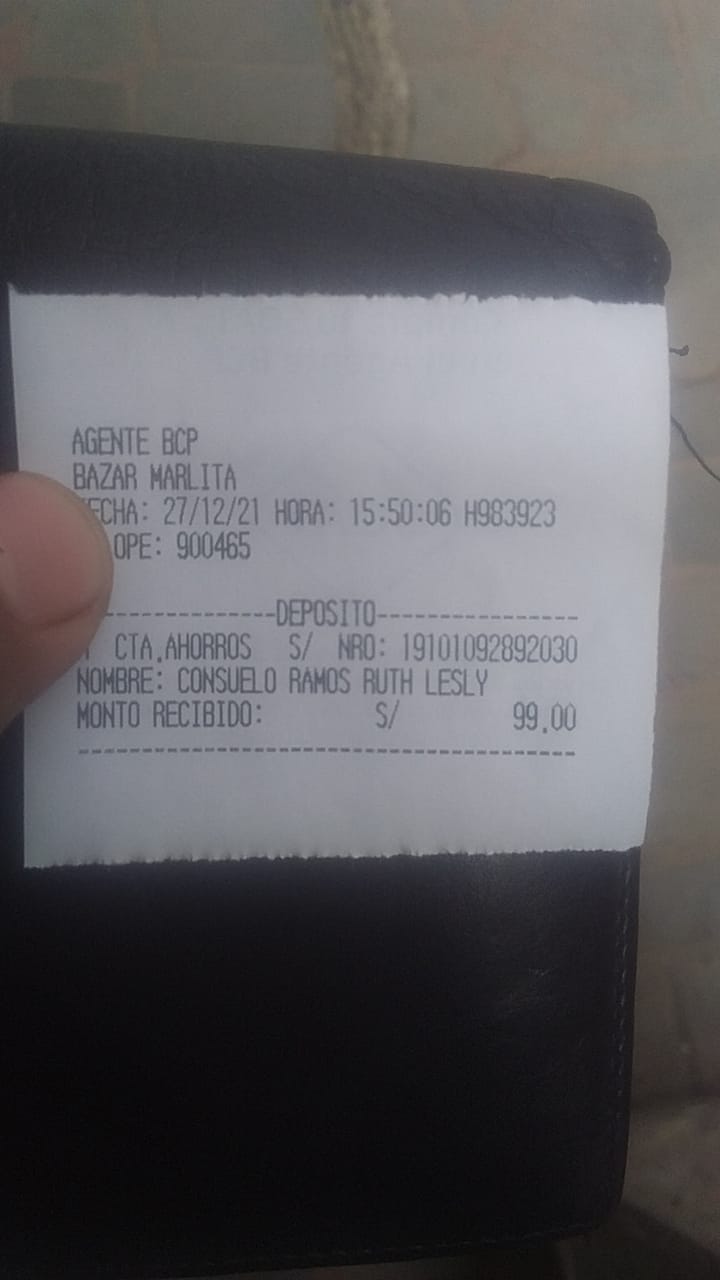 AGENTE BCP
BAZAR MARLITA
FECHA: 27/12/21 HORA: 15:50:06 H983923
OPE: 900465
--------------DEPOSITO----------------
CTA.AHORROS S/ NRO: 19101092892030
NOMBRE: CONSUELO RAMOS RUTH LESLY
MONTO RECIBIDO: S/ 99.00